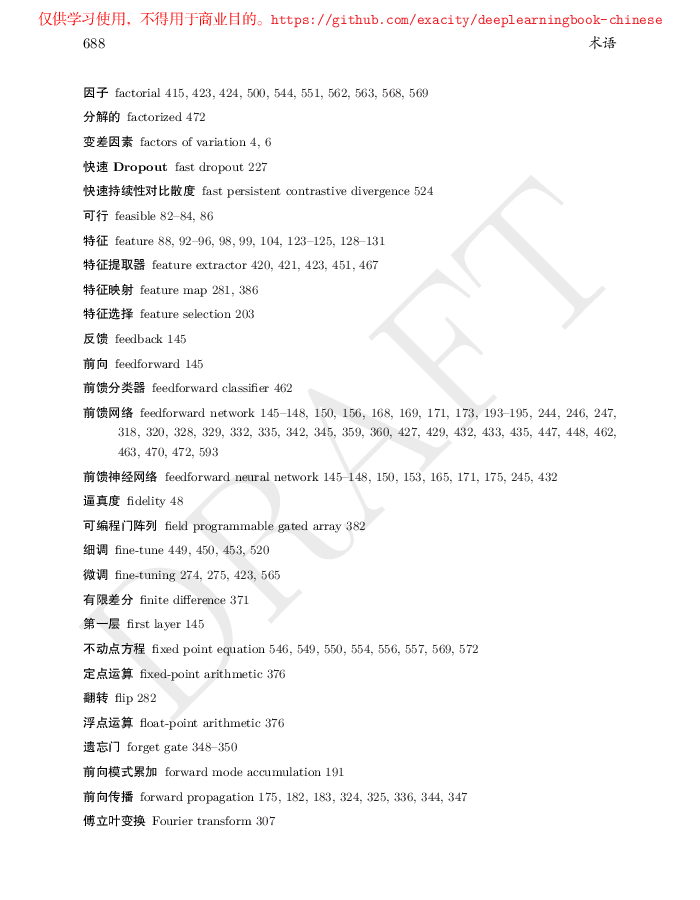 仅供学习使用，不得用于商业目的。https://github.com/exacity/deeplearningbook-chinese
688 术语
因子 factorial 415, 423, 424, 500, 544, 551, 562, 563, 568, 569
分解的 factorized 472
变差因素 factors of variation 4, 6
快速 Dropout fast dropout 227
快速持续性对比散度 fast persistent contrastive divergence 524
可行 feasible 82–84, 86
特征 feature 88, 92–96, 98, 99, 104, 123–125, 128–131
特征提取器 feature extractor 420, 421, 423, 451, 467
特征映射 feature map 281, 386
特征选择 feature selection 203
反馈 feedback 145
前向 feedforward 145
前馈分类器 feedforward classifier 462
前馈网络 feedforward network 145–148, 150, 156, 168, 169, 171, 173, 193–195, 244, 246, 247,
318, 320, 328, 329, 332, 335, 342, 345, 359, 360, 427, 429, 432, 433, 435, 447, 448, 462,
463, 470, 472, 593
前馈神经网络 feedforward neural network 145–148, 150, 153, 165, 171, 175, 245, 432
逼真度 fidelity 48
可编程门阵列 field programmable gated array 382
细调 fine-tune 449, 450, 453, 520
微调 fine-tuning 274, 275, 423, 565
有限差分 finite difference 371
第一层 first layer 145
不动点方程 fixed point equation 546, 549, 550, 554, 556, 557, 569, 572
定点运算 fixed-point arithmetic 376
翻转 flip 282
浮点运算 float-point arithmetic 376
遗忘门 forget gate 348–350
前向模式累加 forward mode accumulation 191
前向传播 forward propagation 175, 182, 183, 324, 325, 336, 344, 347
傅立叶变换 Fourier transform 307
DRAFT